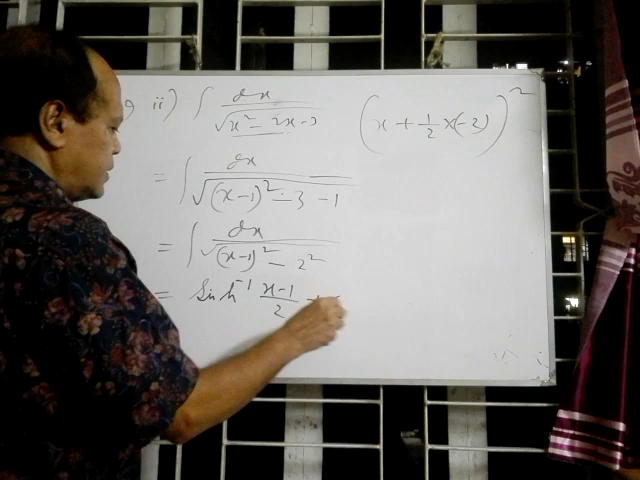 ii) ∫ dx / √(x² - 2x - 3) (x + 1/2 × (-2))²
= ∫ dx / √((x-1)² - 3 - 1)
= ∫ dx / √((x-1)² - 2²)
= Sinh⁻¹ (x-1)/2 +